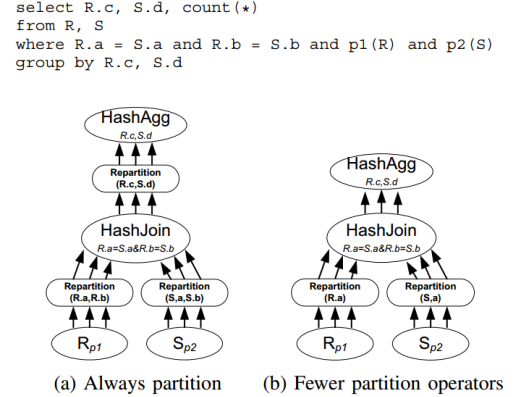 select R.c, S.d, count(*)
from R, S
where R.a = S.a and R.b = S.b and p1(R) and p2(S)
group by R.c, S.d
HashAgg
R.c,S.d
Repartition
(R.c,S.d)
HashJoin
R.a=S.a&R.b=S.b
Repartition
(R.a,R.b)
Repartition
(S,a,S.b)
Rp1
Sp2
(a) Always partition
HashAgg
R.c,S.d
HashJoin
R.a=S.a&R.b=S.b
Repartition
(R.a)
Repartition
(S,a)
Rp1
Sp2
(b) Fewer partition operators